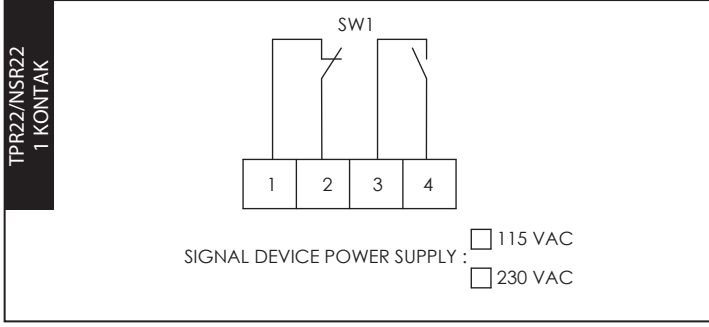 TPR22/NSR22
1 KONTAK
SW1
1 2 3 4
SIGNAL DEVICE POWER SUPPLY :
115 VAC
230 VAC